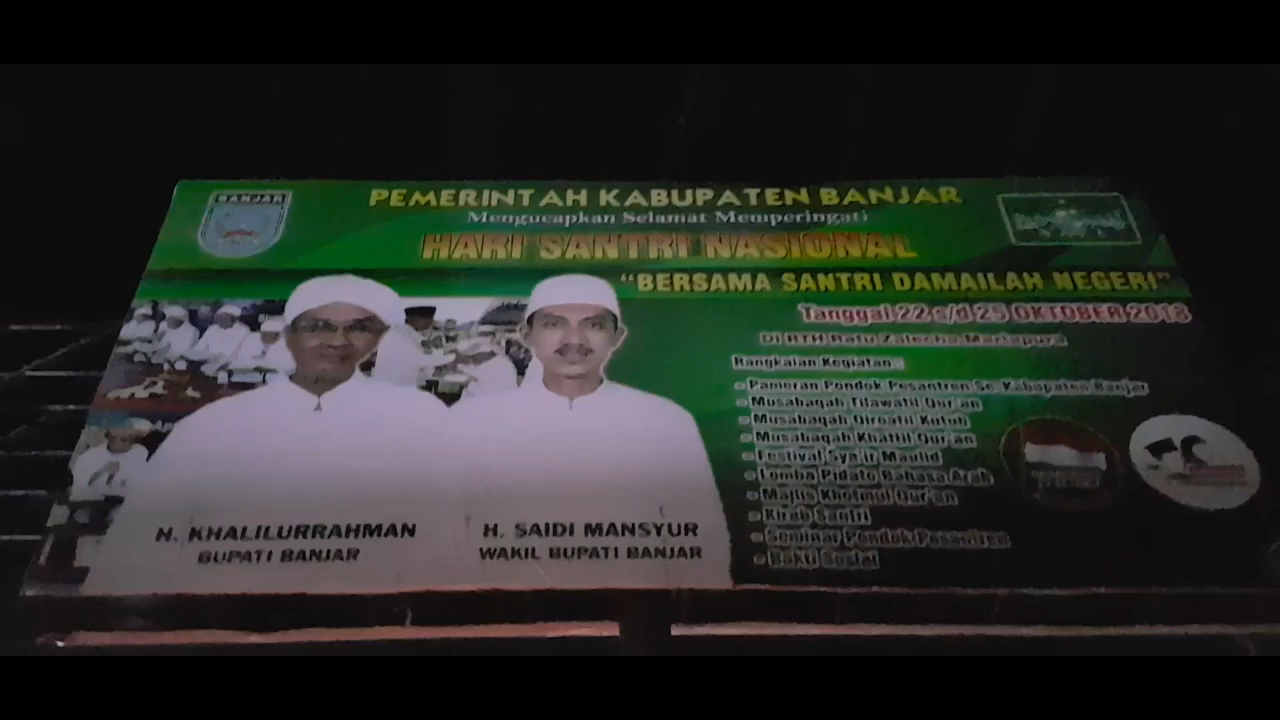 BANJAR
PEMERINTAH KABUPATEN BANJAR
Mengucapkan Selamat Memperingati
HARI SANTRI NASIONAL
"BERSAMA SANTRI DAMAILAH NEGERI"
Tanggal 22 s/d 25 OKTOBER 2018
Di RTH Ratu Zalecha Martapura
Rangkaian Kegiatan :
- Pameran Pondok Pesantren Se Kabupaten Banjar
- Musabaqah Tilawatil Qur'an
- Musabaqah Qiroatil Kutub
- Musabaqah Khattil Qur'an
- Festival Sya'ir Maulid
- Lomba Pidato Bahasa Arab
- Majlis Khotmul Qur'an
- Kirab Santri
- Seminar Pondok Pesantren
- Bakti Sosial
H. KHALILURRAHMAN
BUPATI BANJAR
H. SAIDI MANSYUR
WAKIL BUPATI BANJAR